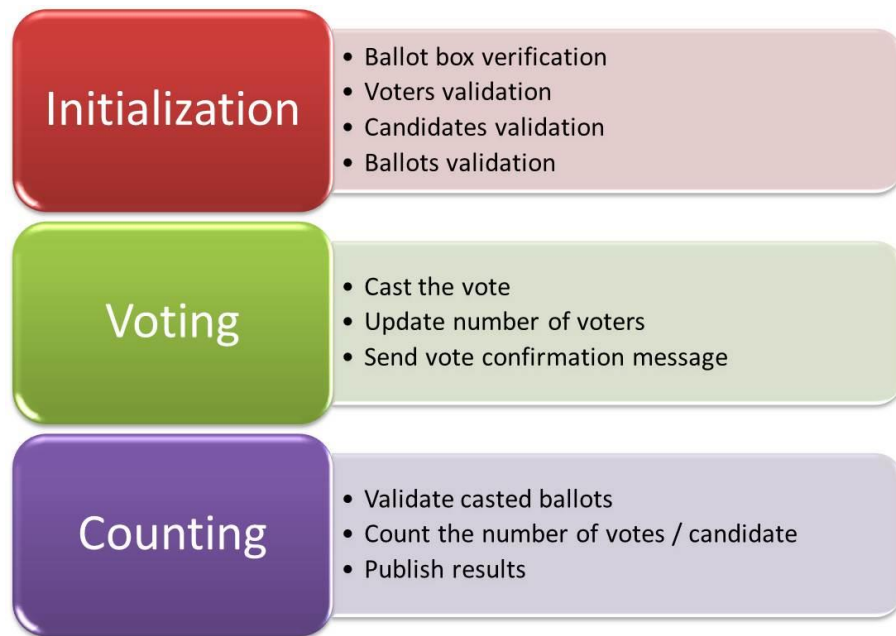 Initialization
• Ballot box verification
• Voters validation
• Candidates validation
• Ballots validation
Voting
• Cast the vote
• Update number of voters
• Send vote confirmation message
Counting
• Validate casted ballots
• Count the number of votes / candidate
• Publish results